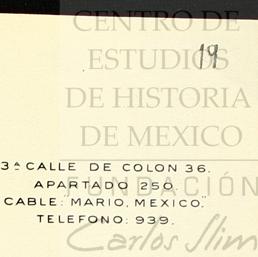 CENTRO DE
ESTUDIOS
19
DE HISTORIA
DE MEXICO
3ª CALLE DE COLON 36.
APARTADO 250.
FUNDACIÓN
CABLE: MARIO, MEXICO."
TELEFONO: 939.
Carlos Slim